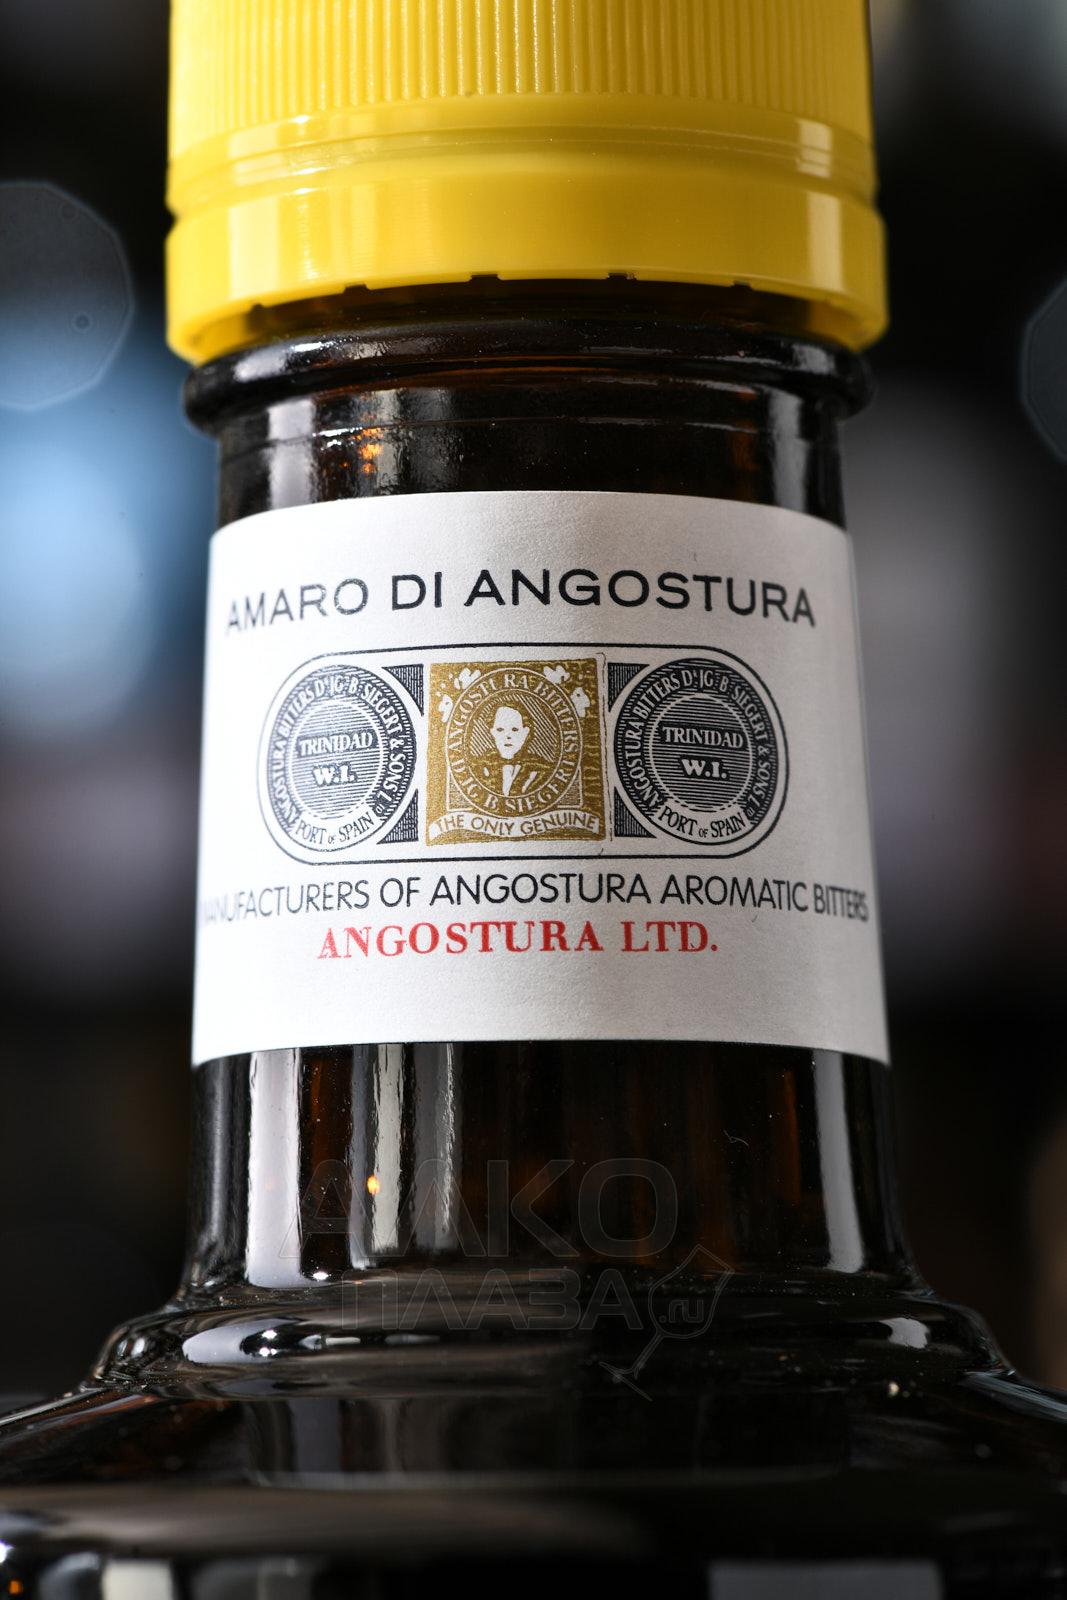 AMARO DI ANGOSTURA
ANGOSTURA BITTERS DR. J.G.B. SIEGERT & SONS LTD
TRINIDAD
W.I.
PORT OF SPAIN
ANGOSTURA BITTERS
DR. J.G.B. SIEGERT
THE ONLY GENUINE
ANGOSTURA BITTERS DR. J.G.B. SIEGERT & SONS LTD
TRINIDAD
W.I.
PORT OF SPAIN
MANUFACTURERS OF ANGOSTURA AROMATIC BITTERS
ANGOSTURA LTD.
АЛКО
ПЛАЗА.ru